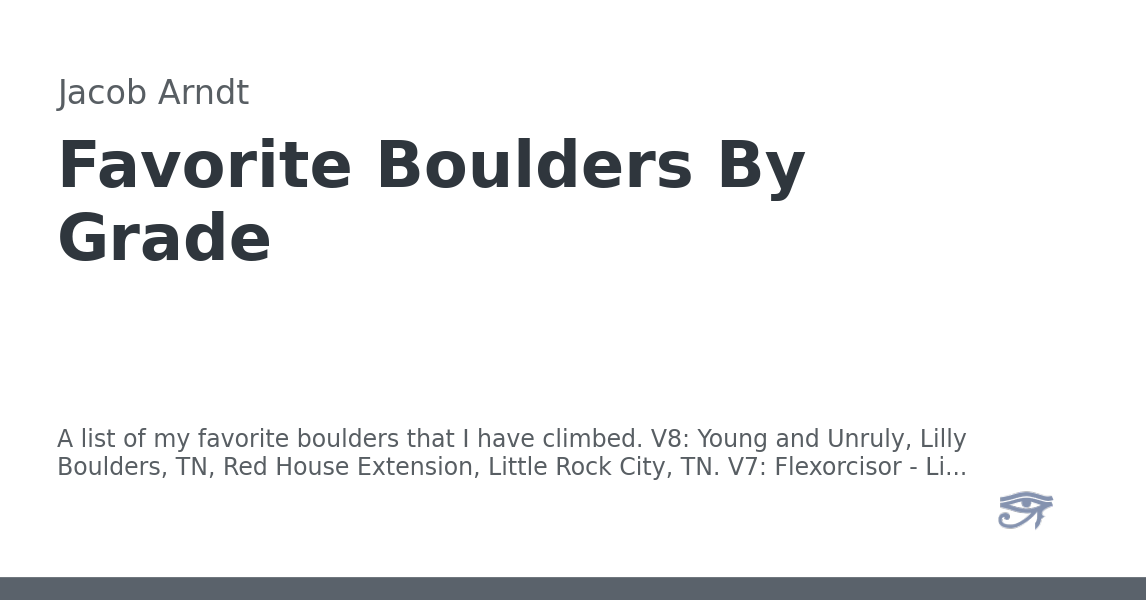 Jacob Arndt
Favorite Boulders By
Grade
A list of my favorite boulders that I have climbed. V8: Young and Unruly, Lilly
Boulders, TN, Red House Extension, Little Rock City, TN. V7: Flexorcisor - Li...